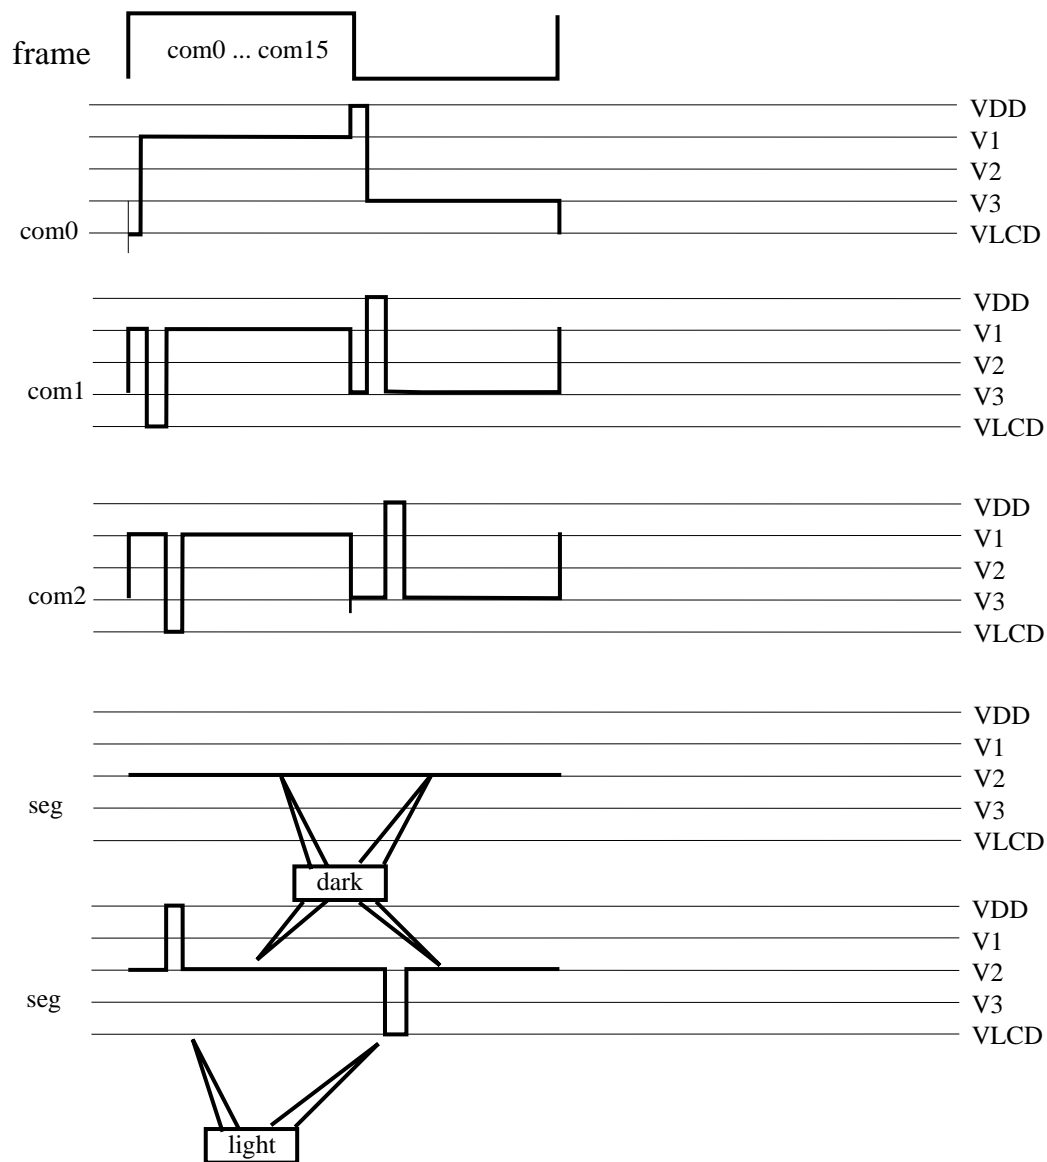 frame com0 ... com15
VDD
V1
V2
V3
com0 VLCD
VDD
V1
V2
com1 V3
VLCD
VDD
V1
V2
com2 V3
VLCD
VDD
V1
V2
seg V3
VLCD
dark
VDD
V1
V2
seg V3
VLCD
light